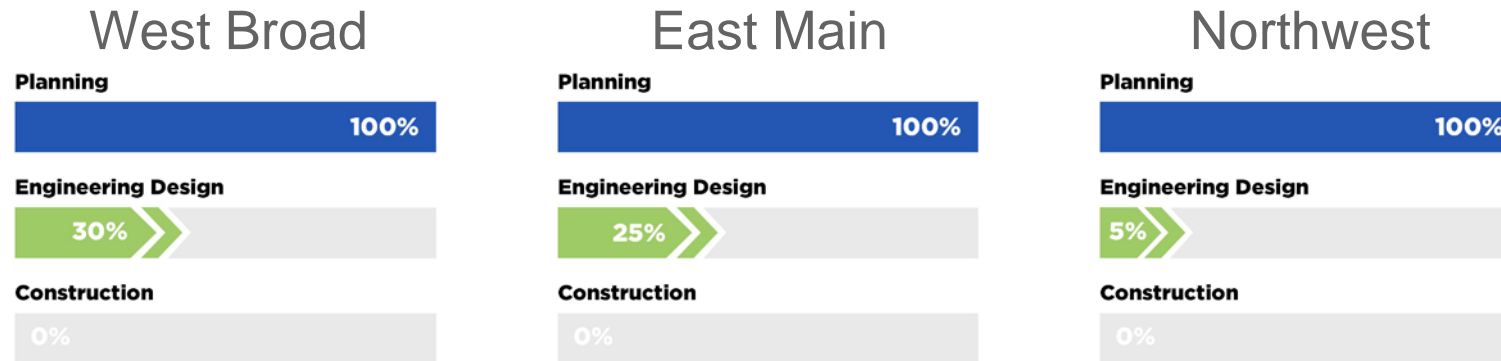 West Broad
Planning
100%
Engineering Design
30%
Construction
0%
East Main
Planning
100%
Engineering Design
25%
Construction
0%
Northwest
Planning
100%
Engineering Design
5%
Construction
0%